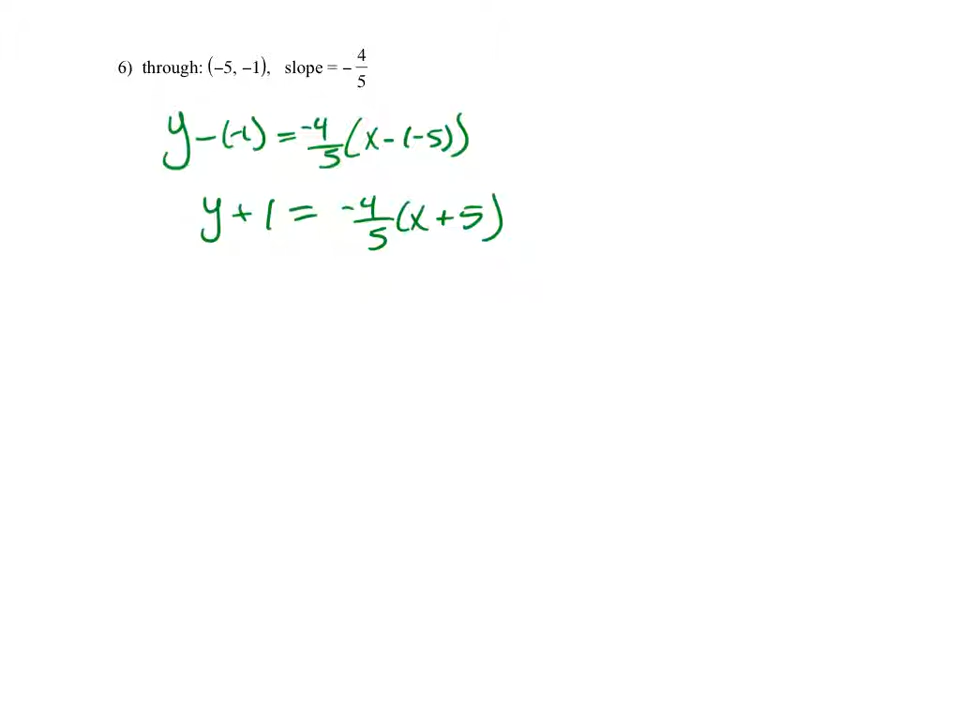 6) through: (−5, −1), slope = − 4/5
y - (-1) = -4/5 (x - (-5))
y + 1 = -4/5 (x + 5)